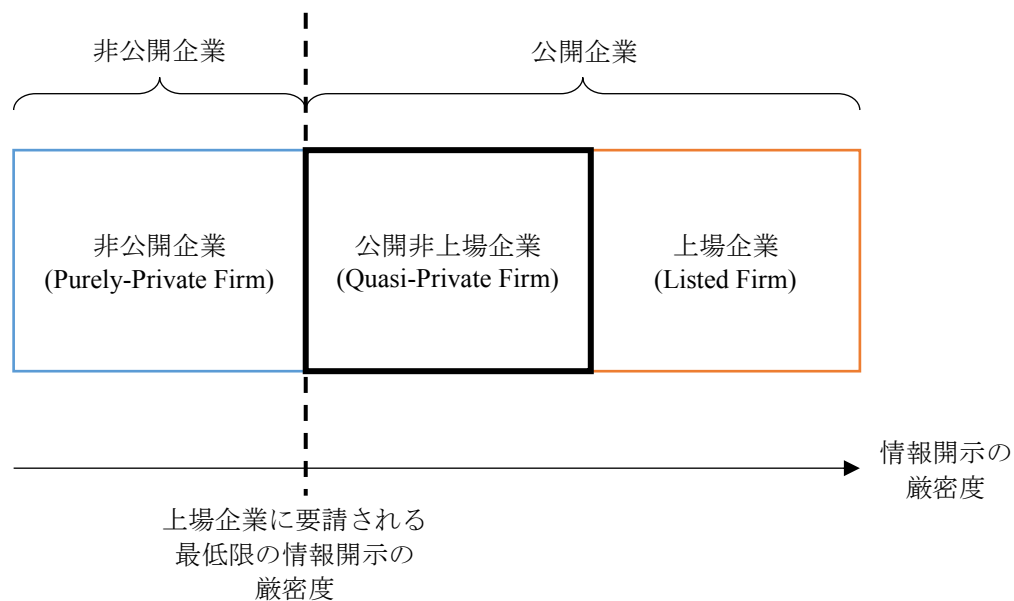 非公開企業
公開企業
非公開企業
(Purely-Private Firm)
公開非上場企業
(Quasi-Private Firm)
上場企業
(Listed Firm)
情報開示の
厳密度
上場企業に要請される
最低限の情報開示の
厳密度